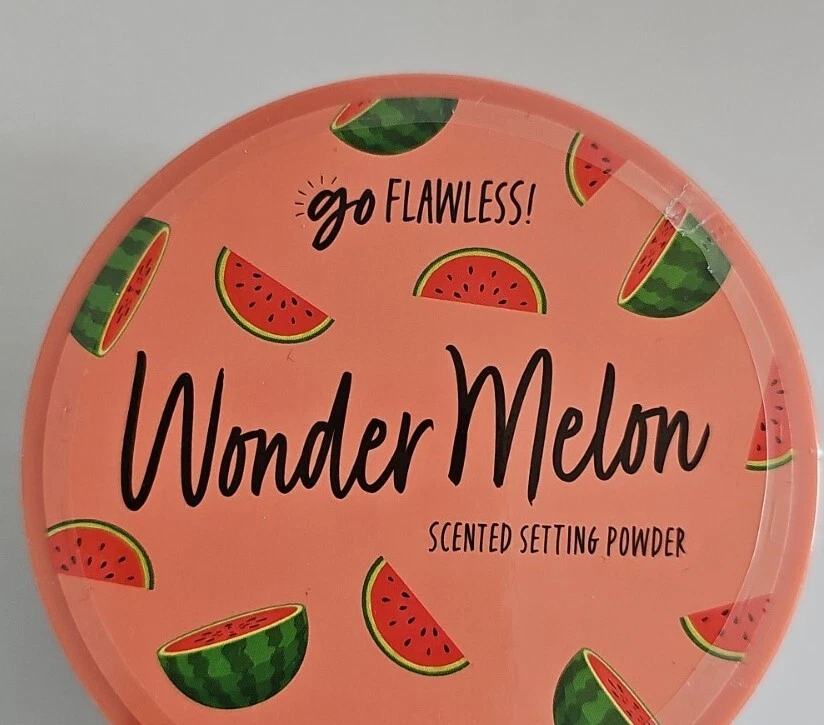 go FLAWLESS!
Wonder Melon
SCENTED SETTING POWDER